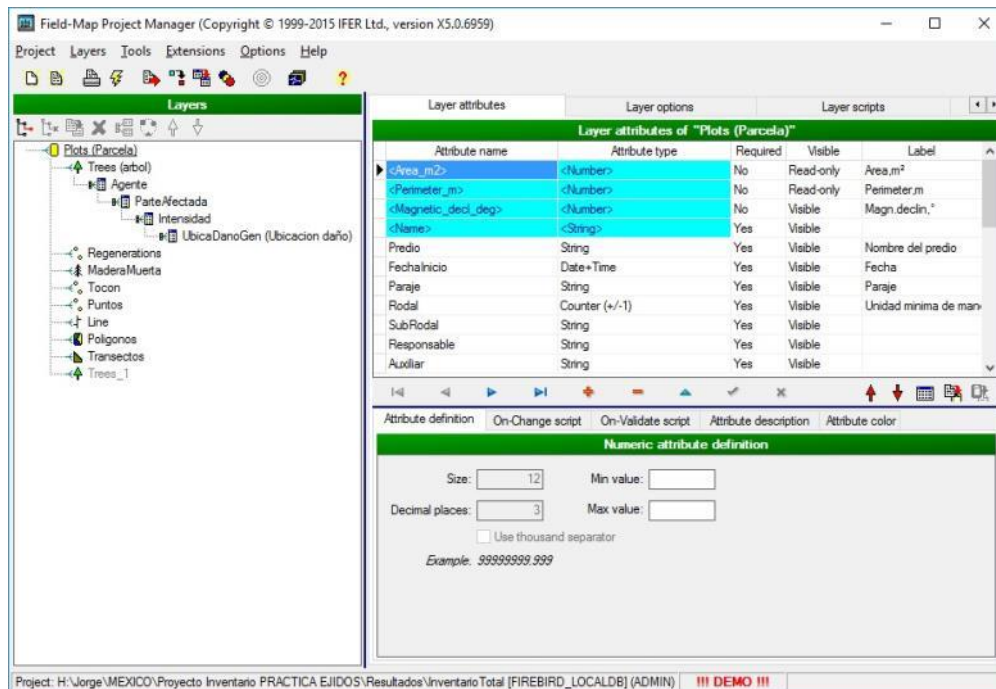 Field-Map Project Manager (Copyright © 1999-2015 IFER Ltd., version X5.0.6959)
Project Layers Tools Extensions Options Help
Layers
Plots (Parcela)
Trees (arbol)
Agente
ParteAfectada
Intensidad
UbicaDanoGen (Ubicacion daño)
Regenerations
MaderaMuerta
Tocon
Puntos
Line
Poligonos
Transectos
Trees_1
Layer attributes Layer options Layer scripts
Layer attributes of "Plots (Parcela)"
Attribute name Attribute type Required Visible Label
<Area_m2> <Number> No Read-only Area,m²
<Perimeter_m> <Number> No Read-only Perimeter,m
<Magnetic_decl_deg> <Number> No Visible Magn.declin,°
<Name> <String> Yes Visible
Predio String Yes Visible Nombre del predio
FechaInicio Date+Time Yes Visible Fecha
Paraje String Yes Visible Paraje
Rodal Counter (+/-1) Yes Visible Unidad minima de man
SubRodal String Yes Visible
Responsable String Yes Visible
Auxiliar String Yes Visible
Attribute definition On-Change script On-Validate script Attribute description Attribute color
Numeric attribute definition
Size: 12 Min value:
Decimal places: 3 Max value:
Use thousand separator
Example: 99999999.999
Project: H:\Jorge\MEXICO\Proyecto Inventario PRACTICA EJIDOS\Resultados\InventarioTotal [FIREBIRD_LOCALDB] (ADMIN) !!! DEMO !!!